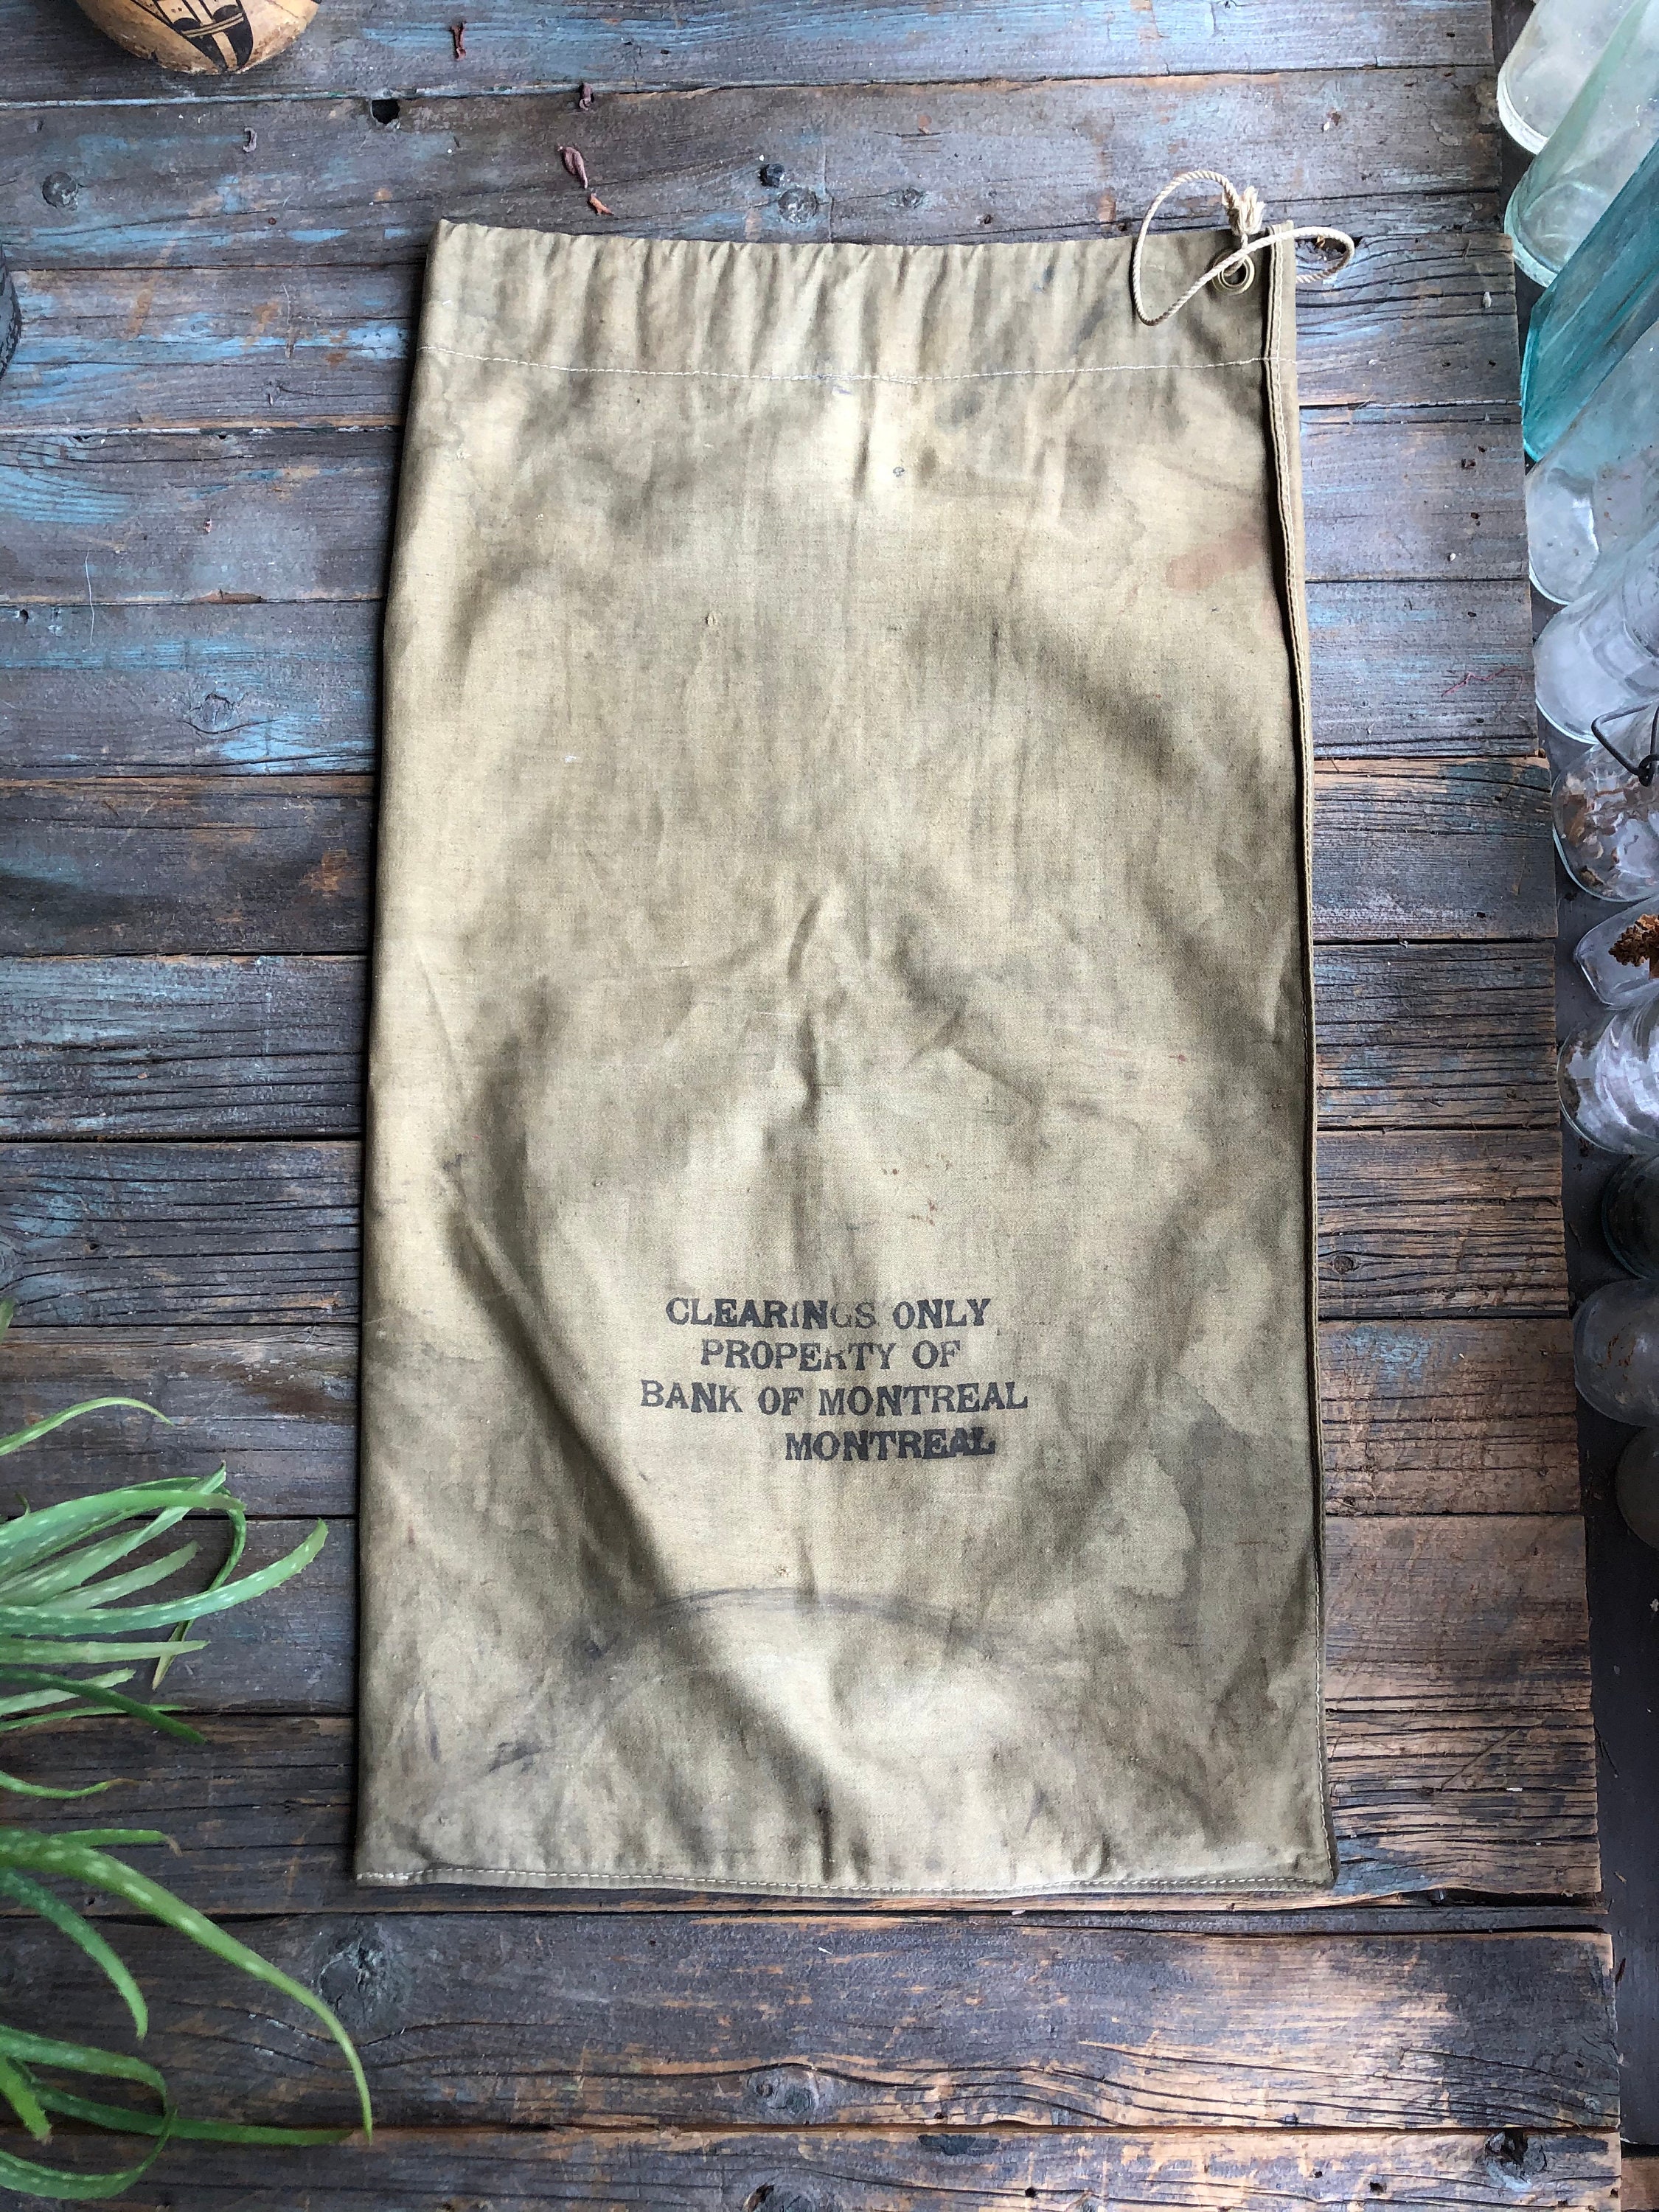 CLEARINGS ONLY
PROPERTY OF
BANK OF MONTREAL
MONTREAL